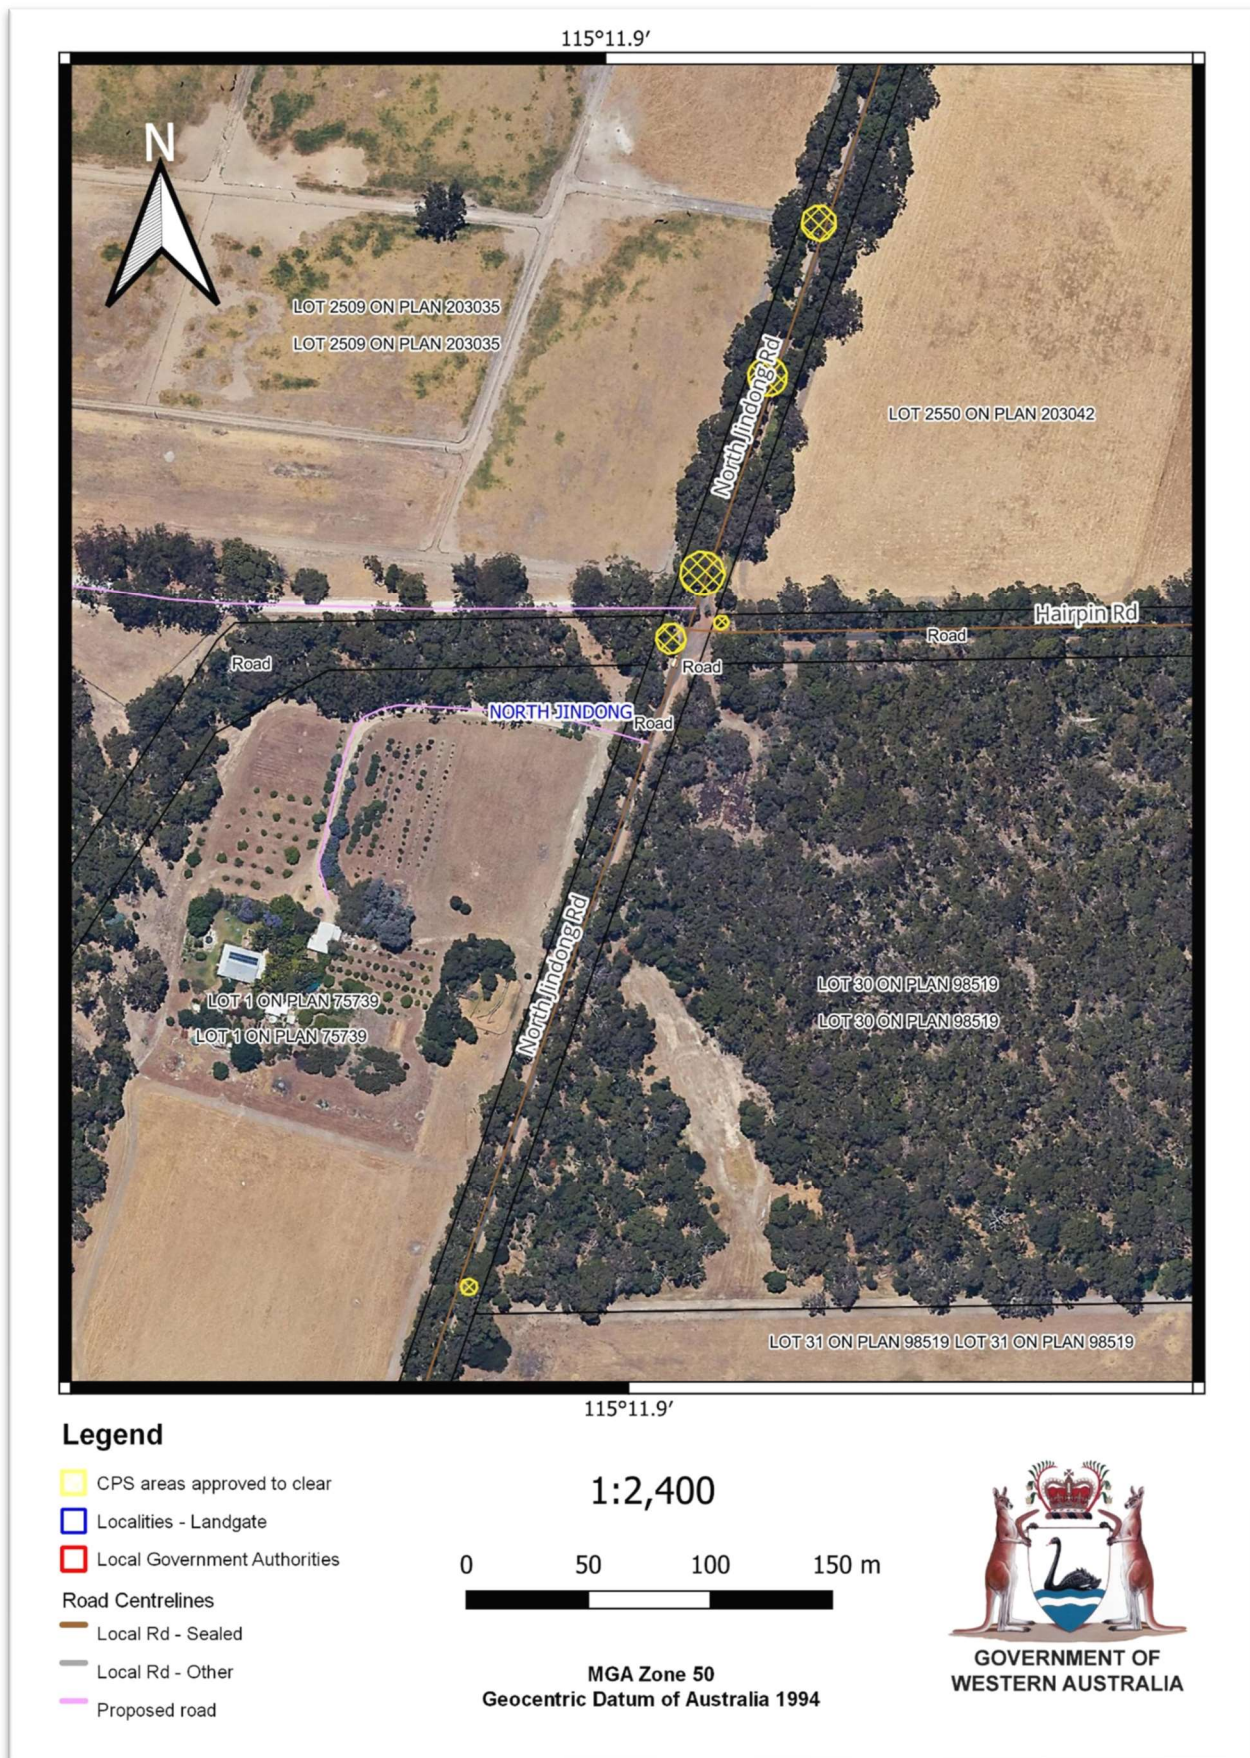 115°11.9′
N
LOT 2509 ON PLAN 203035
LOT 2509 ON PLAN 203035
North Jindong Rd
LOT 2550 ON PLAN 203042
Hairpin Rd
Road
Road
Road
NORTH JINDONG
Road
North Jindong Rd
LOT 30 ON PLAN 98519
LOT 1 ON PLAN 75739
LOT 30 ON PLAN 98519
LOT 1 ON PLAN 75739
LOT 31 ON PLAN 98519 LOT 31 ON PLAN 98519
115°11.9′
Legend
CPS areas approved to clear
Localities - Landgate
Local Government Authorities
Road Centrelines
Local Rd - Sealed
Local Rd - Other
Proposed road
1:2,400
0 50 100 150 m
MGA Zone 50
Geocentric Datum of Australia 1994
GOVERNMENT OF
WESTERN AUSTRALIA